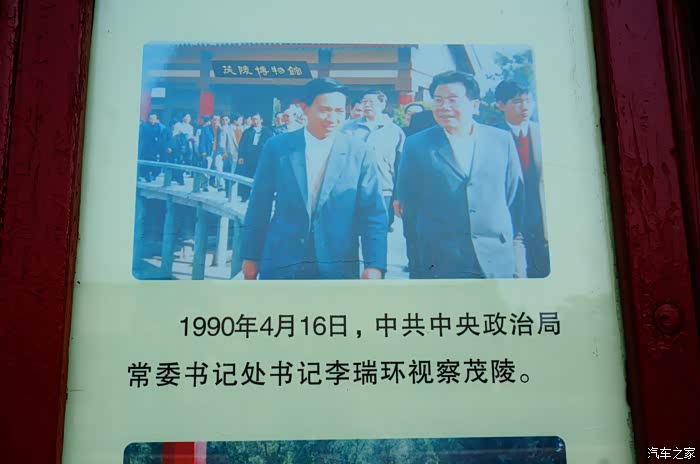 茂陵博物館
1990年4月16日，中共中央政治局
常委书记处书记李瑞环视察茂陵。
汽车之家